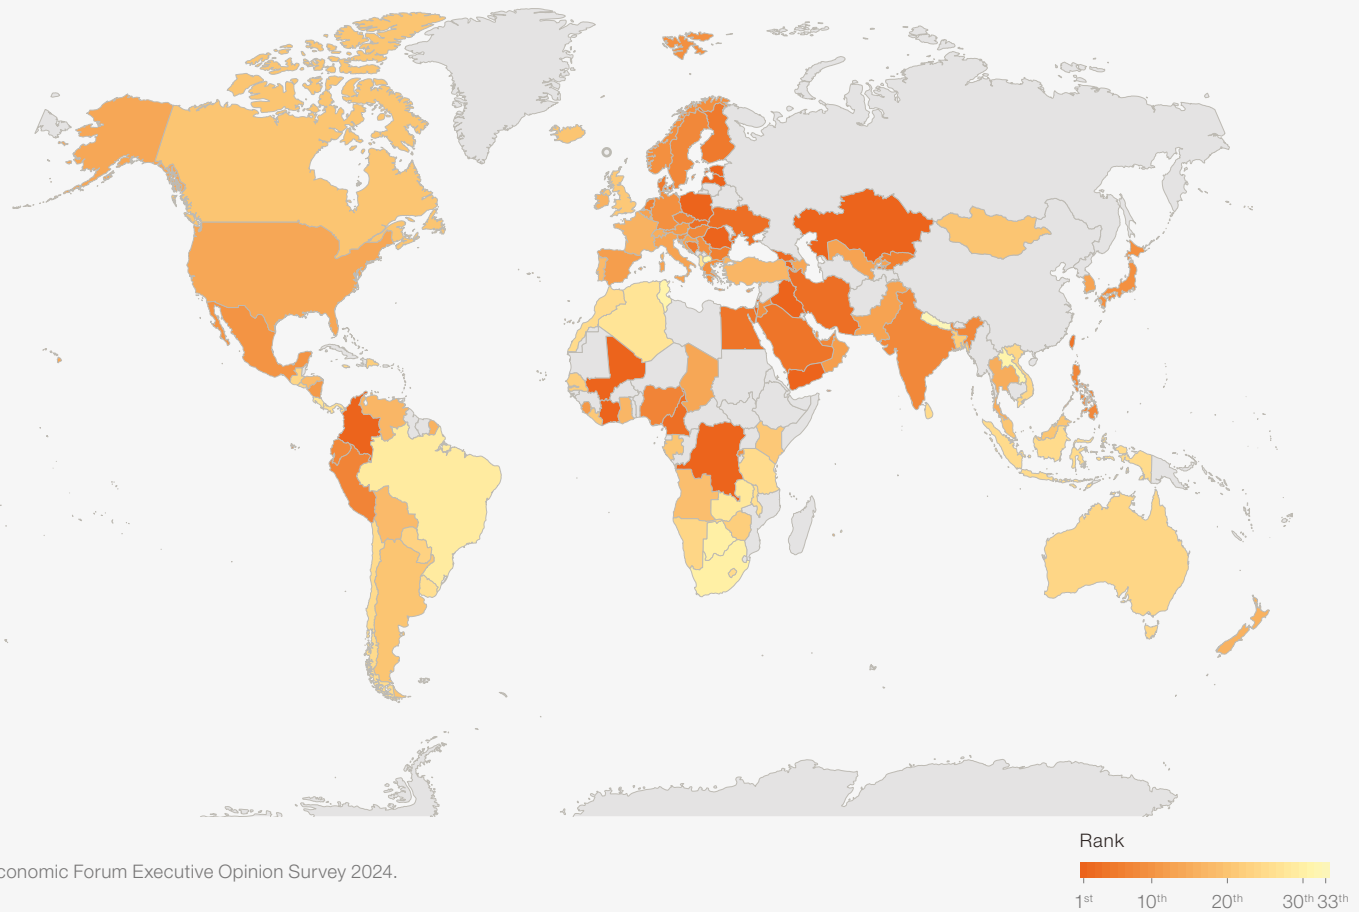 Rank
conomic Forum Executive Opinion Survey 2024.
1st 10th 20th 30th 33th